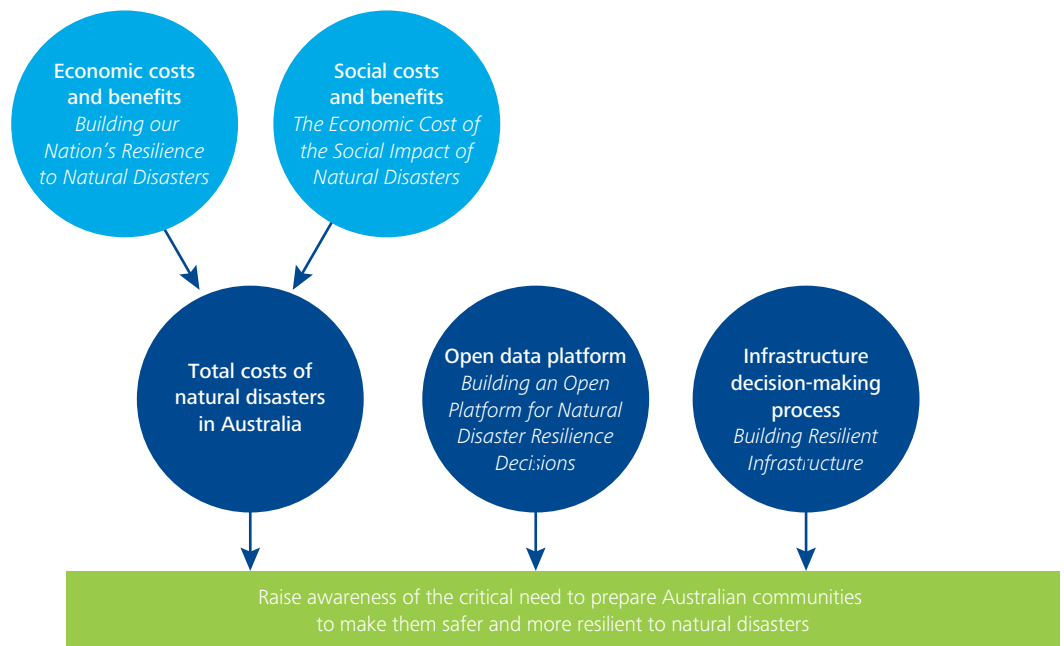 Economic costs
and benefits
Building our
Nation's Resilience
to Natural Disasters
Social costs
and benefits
The Economic Cost of
the Social Impact of
Natural Disasters
Total costs of
natural disasters
in Australia
Open data platform
Building an Open
Platform for Natural
Disaster Resilience
Decisions
Infrastructure
decision-making
process
Building Resilient
Infrastructure
Raise awareness of the critical need to prepare Australian communities
to make them safer and more resilient to natural disasters